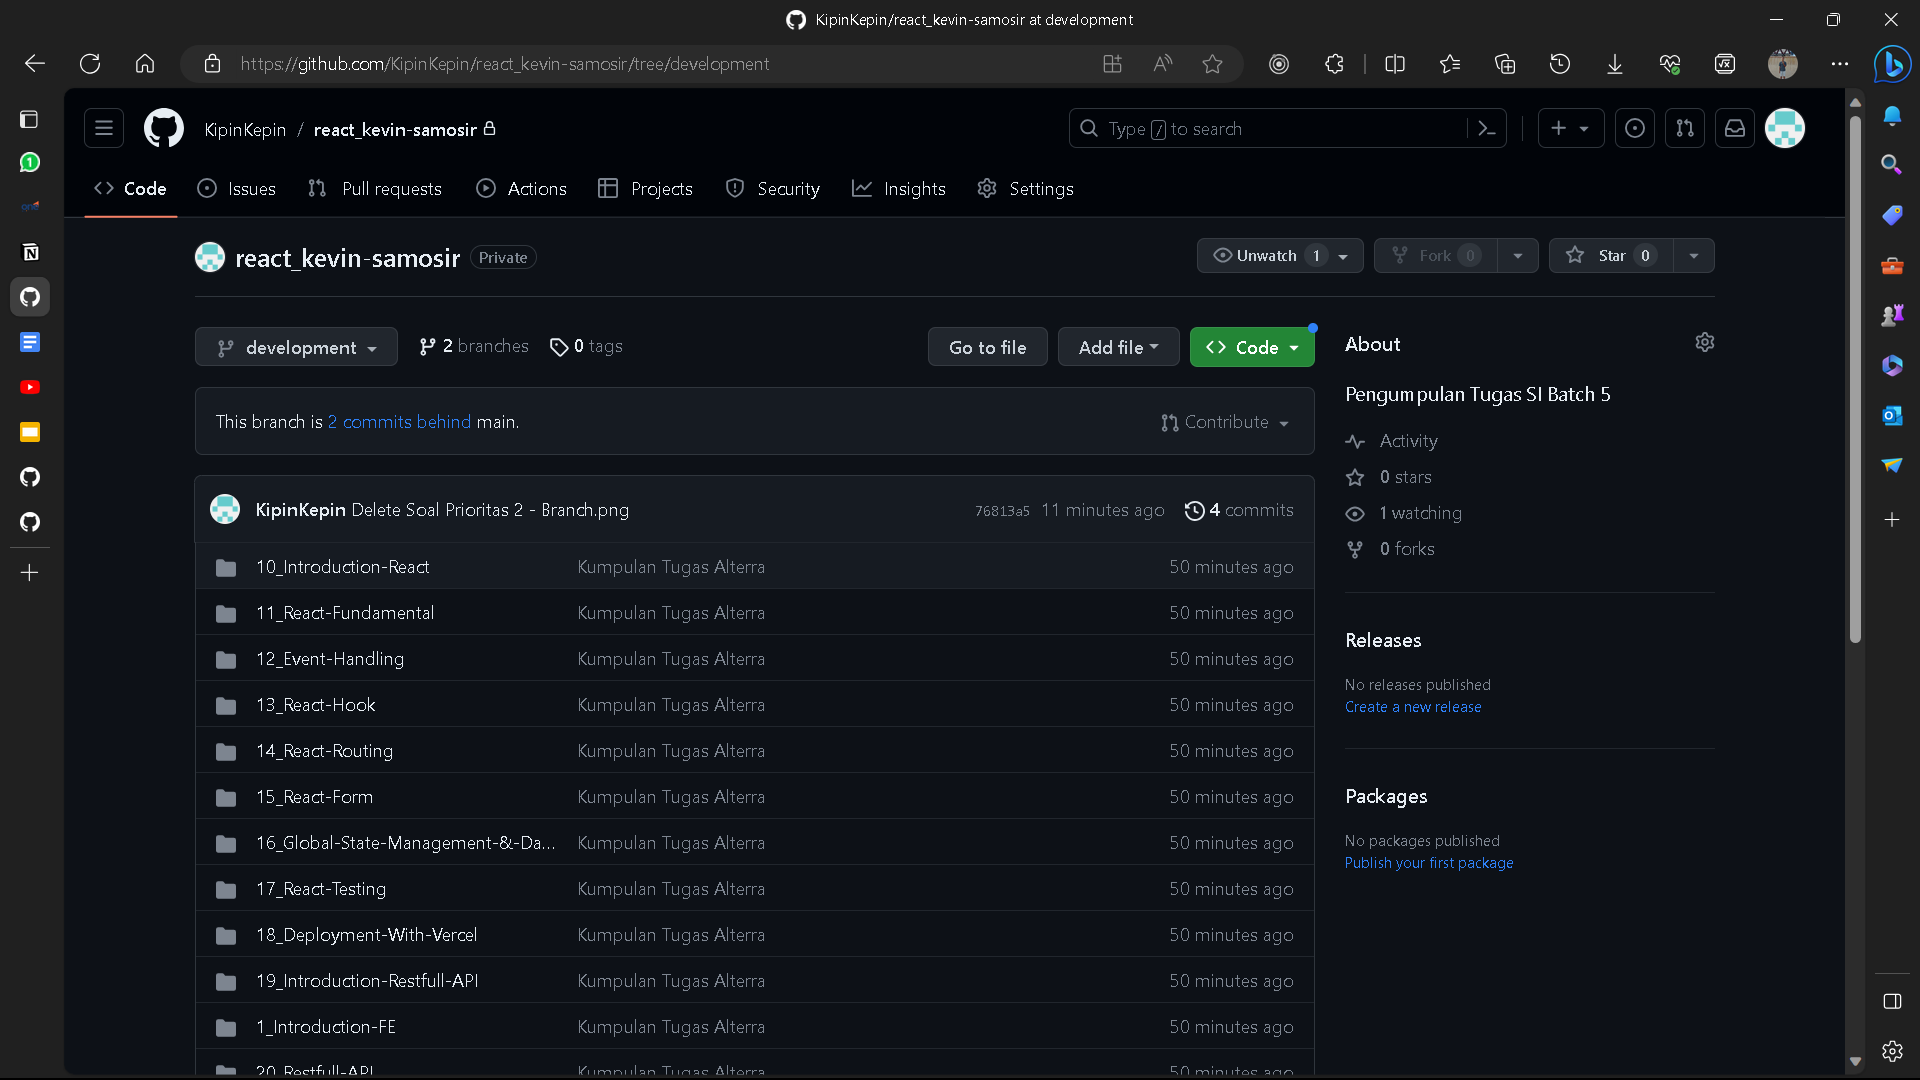 KipinKepin/react_kevin-samosir at development
https://github.com/KipinKepin/react_kevin-samosir/tree/development
KipinKepin / react_kevin-samosir
Type / to search
Code Issues Pull requests Actions Projects Security Insights Settings
react_kevin-samosir Private
Unwatch 1 Fork 0 Star 0
development 2 branches 0 tags Go to file Add file Code
About
Pengumpulan Tugas SI Batch 5
Activity
0 stars
1 watching
0 forks
This branch is 2 commits behind main. Contribute
KipinKepin Delete Soal Prioritas 2 - Branch.png 76813a5 11 minutes ago 4 commits
10_Introduction-React Kumpulan Tugas Alterra 50 minutes ago
11_React-Fundamental Kumpulan Tugas Alterra 50 minutes ago
12_Event-Handling Kumpulan Tugas Alterra 50 minutes ago
13_React-Hook Kumpulan Tugas Alterra 50 minutes ago
14_React-Routing Kumpulan Tugas Alterra 50 minutes ago
15_React-Form Kumpulan Tugas Alterra 50 minutes ago
16_Global-State-Management-&-Da... Kumpulan Tugas Alterra 50 minutes ago
17_React-Testing Kumpulan Tugas Alterra 50 minutes ago
18_Deployment-With-Vercel Kumpulan Tugas Alterra 50 minutes ago
19_Introduction-Restfull-API Kumpulan Tugas Alterra 50 minutes ago
1_Introduction-FE Kumpulan Tugas Alterra 50 minutes ago
20_Restfull-API Kumpulan Tugas Alterra 50 minutes ago
Releases
No releases published
Create a new release
Packages
No packages published
Publish your first package